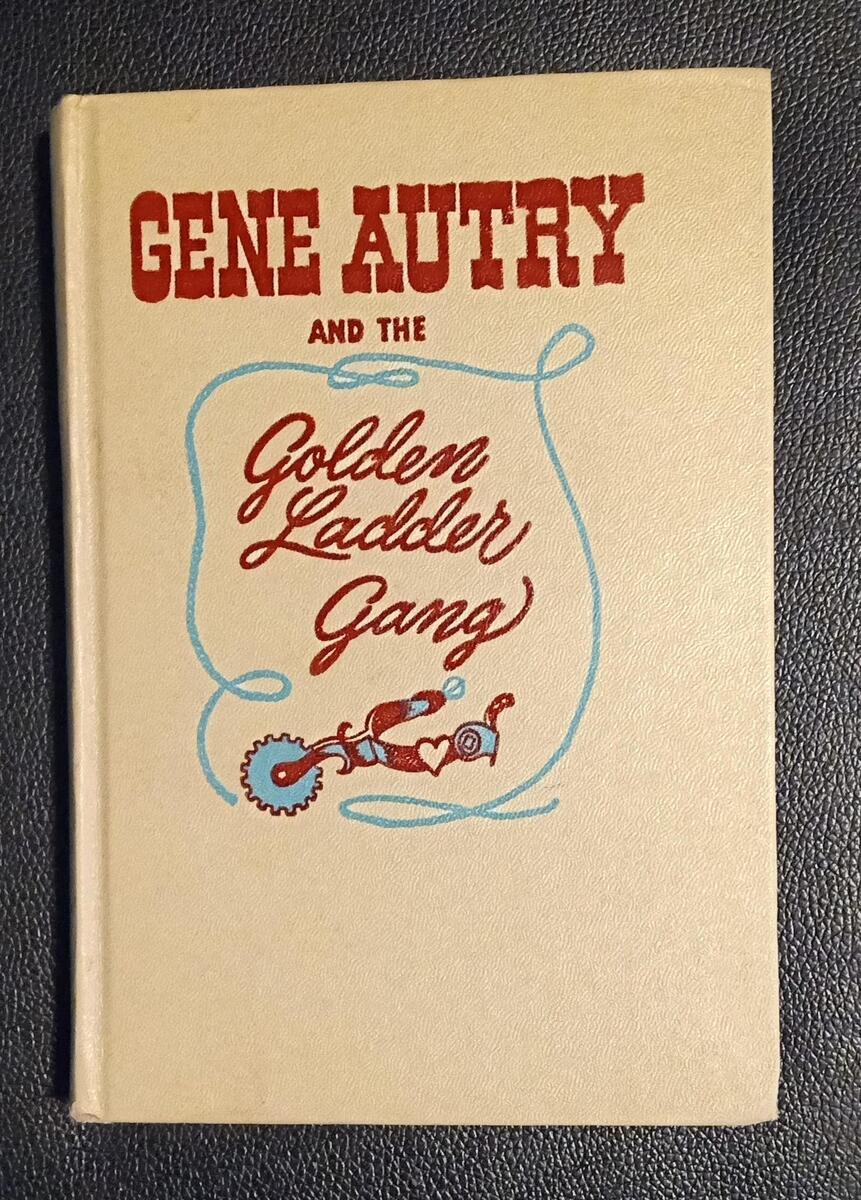 GENE AUTRY
AND THE
Golden
Ladder
Gang